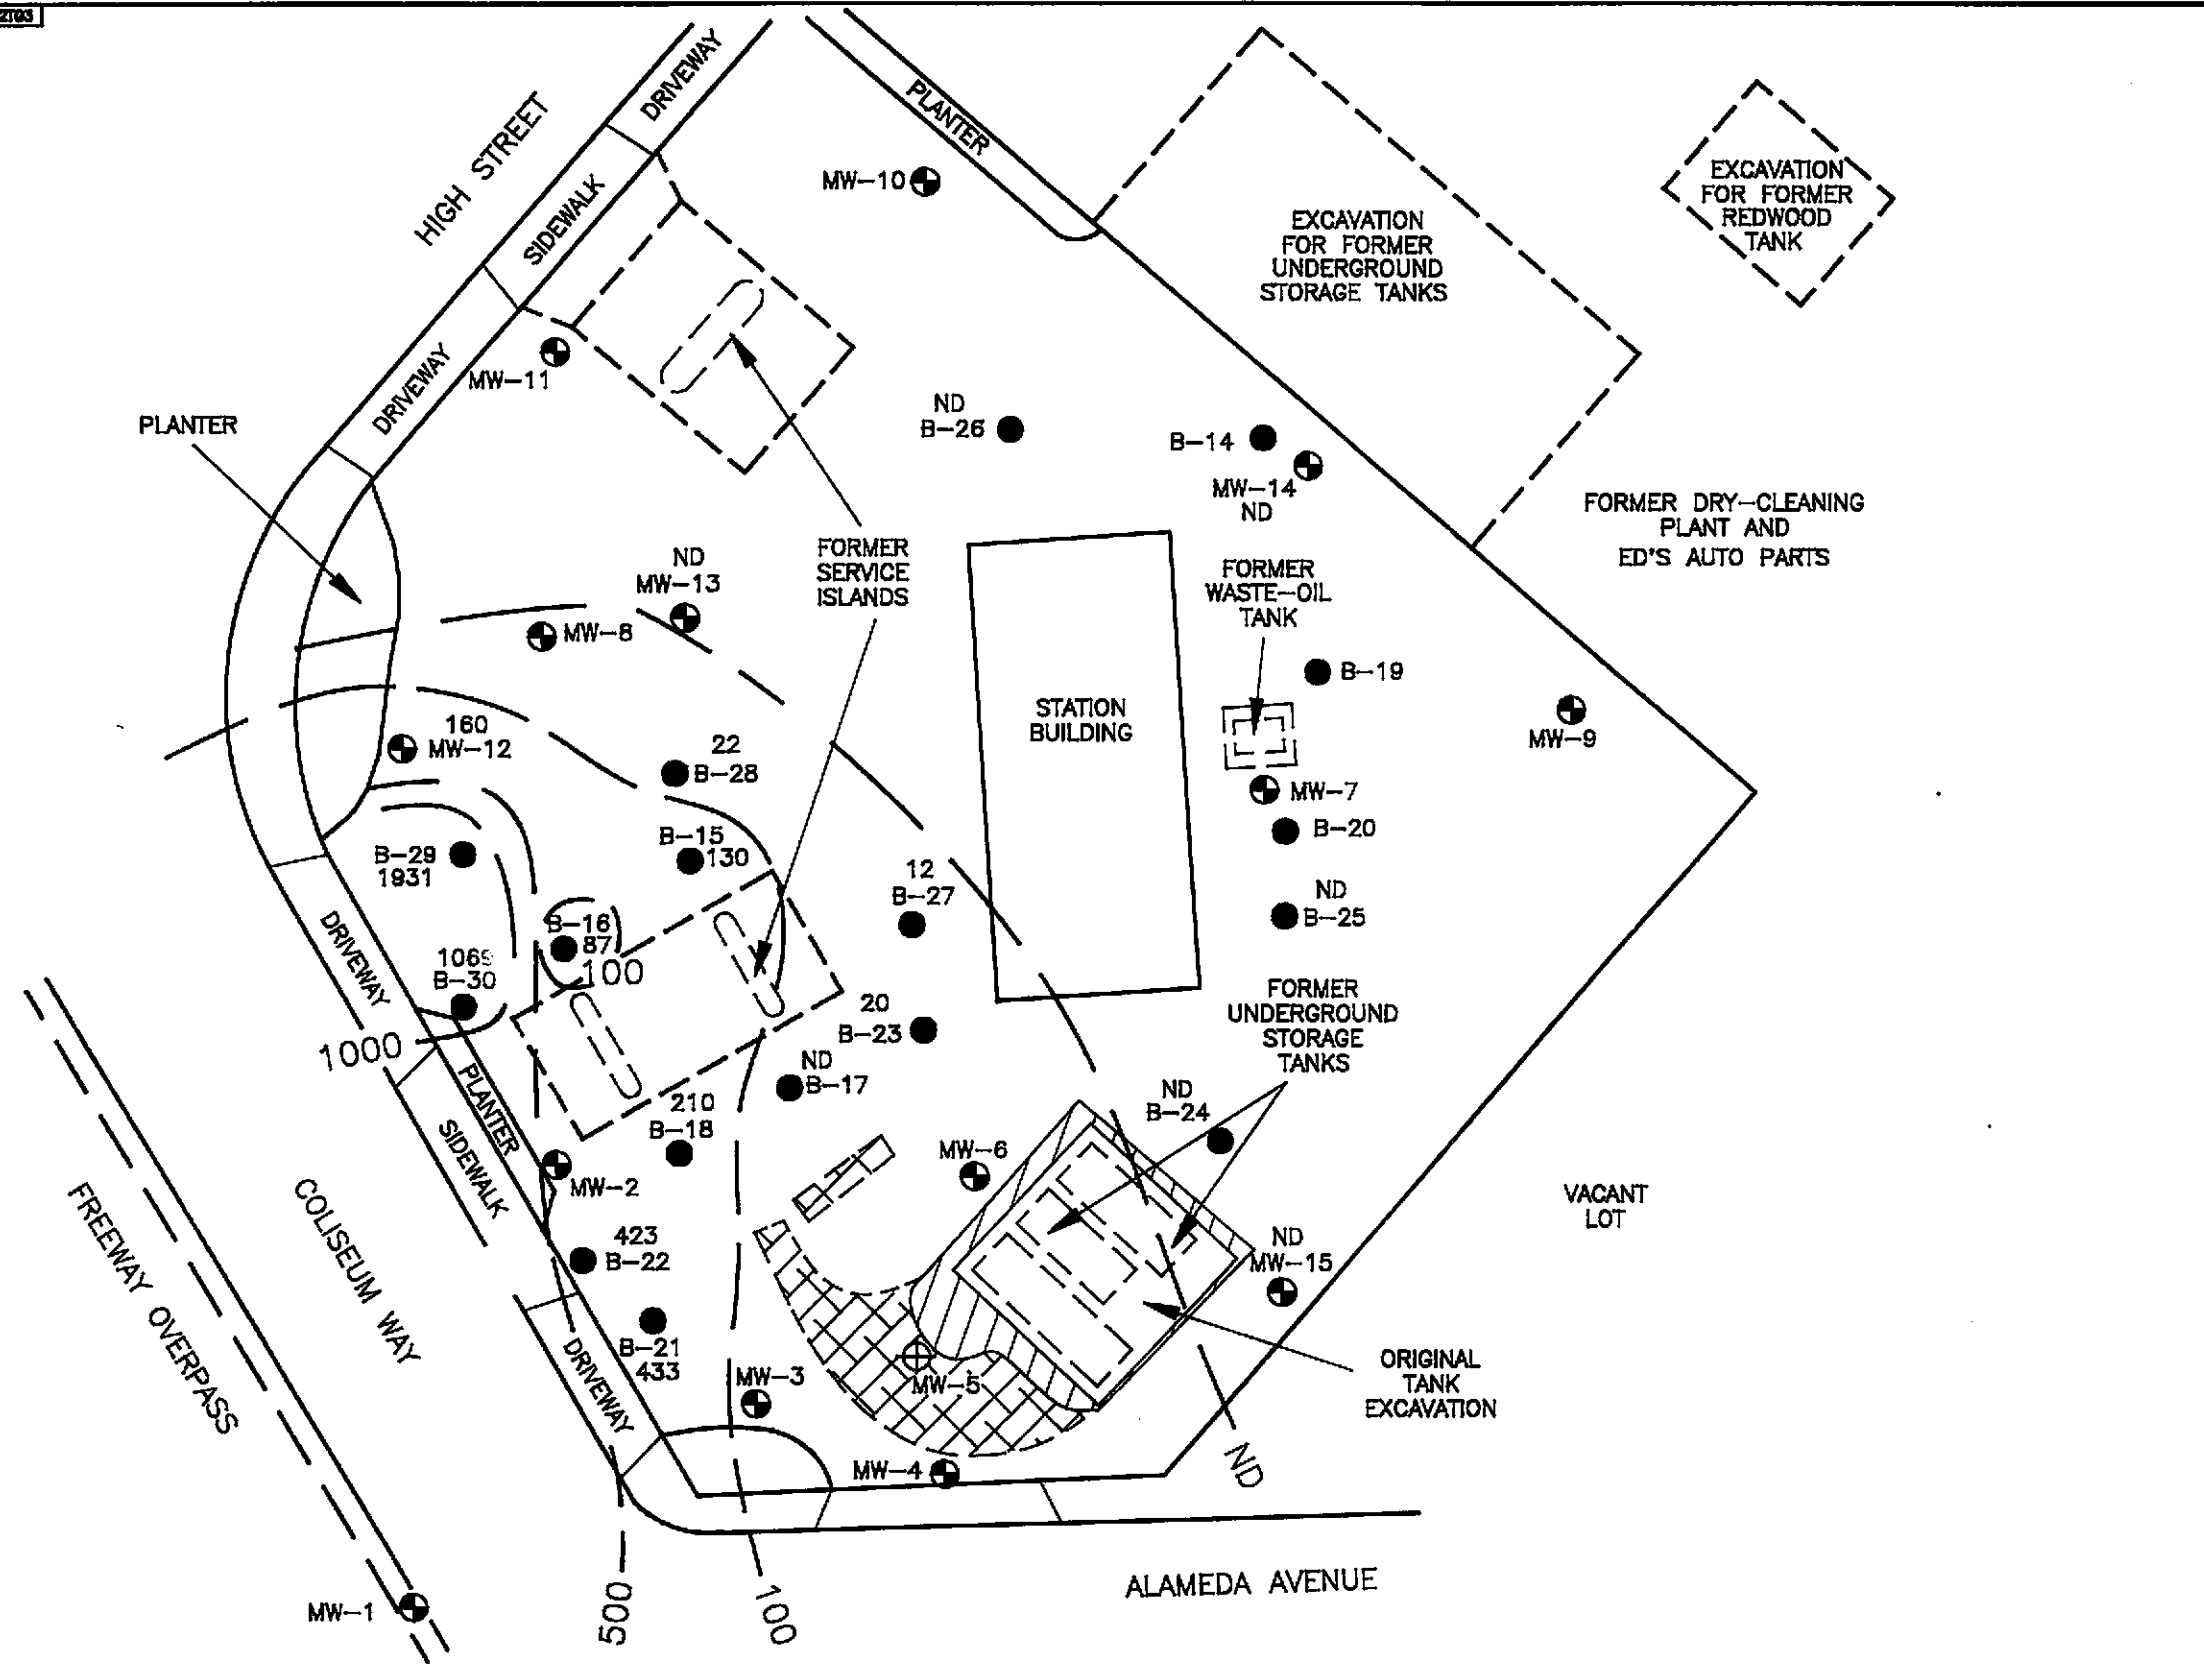 DRIVEWAY
PLANTER
HIGH STREET
SIDEWALK
MW-10
EXCAVATION
FOR FORMER
REDWOOD
TANK
EXCAVATION
FOR FORMER
UNDERGROUND
STORAGE TANKS
MW-11
DRIVEWAY
PLANTER
ND
B-26
B-14
MW-14
ND
FORMER DRY-CLEANING
PLANT AND
ED'S AUTO PARTS
FORMER
SERVICE
ISLANDS
ND
MW-13
MW-8
FORMER
WASTE-OIL
TANK
B-19
STATION
BUILDING
MW-9
160
MW-12
22
B-28
MW-7
B-20
B-15
130
B-29
1931
12
B-27
ND
B-25
B-16
87
100
DRIVEWAY
B-30
1000
20
B-23
FORMER
UNDERGROUND
STORAGE
TANKS
ND
B-17
PLANTER
210
B-18
ND
B-24
SIDEWALK
MW-6
MW-2
VACANT
LOT
FREEWAY OVERPASS
COLISEUM WAY
423
B-22
ND
MW-15
B-21
433
DRIVEWAY
MW-3
MW-5
ORIGINAL
TANK
EXCAVATION
MW-4
ND
ALAMEDA AVENUE
MW-1
500
100